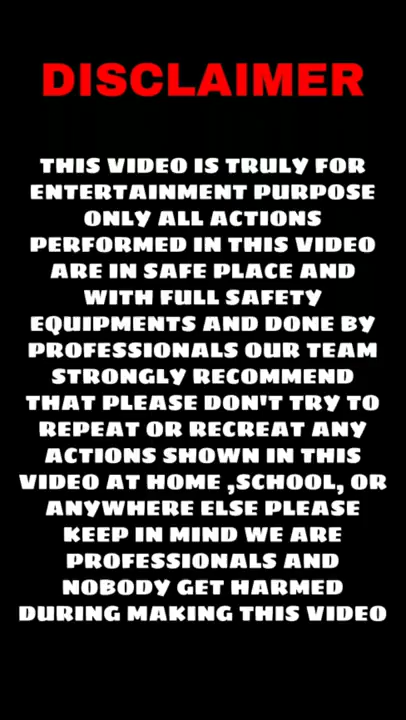 DISCLAIMER
THIS VIDEO IS TRULY FOR
ENTERTAINMENT PURPOSE
ONLY ALL ACTIONS
PERFORMED IN THIS VIDEO
ARE IN SAFE PLACE AND
WITH FULL SAFETY
EQUIPMENTS AND DONE BY
PROFESSIONALS OUR TEAM
STRONGLY RECOMMEND
THAT PLEASE DON'T TRY TO
REPEAT OR RECREAT ANY
ACTIONS SHOWN IN THIS
VIDEO AT HOME ,SCHOOL, OR
ANYWHERE ELSE PLEASE
KEEP IN MIND WE ARE
PROFESSIONALS AND
NOBODY GET HARMED
DURING MAKING THIS VIDEO